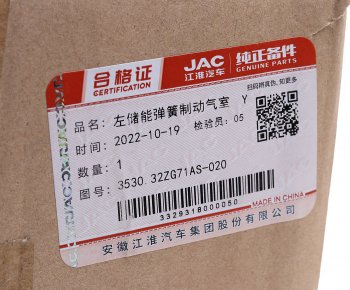 合格证
CERTIFICATION
JAC
江淮汽车
纯正备件
GENUINE PARTS
扫码辨真伪,知更多
品名: 左储能弹簧制动气室 Y
时间: 2022-10-19 检验员: 05
数量: 1
图号: 3530.32ZG71AS-020
3329318000050
MADE IN CHINA
安徽江淮汽车集团股份有限公司